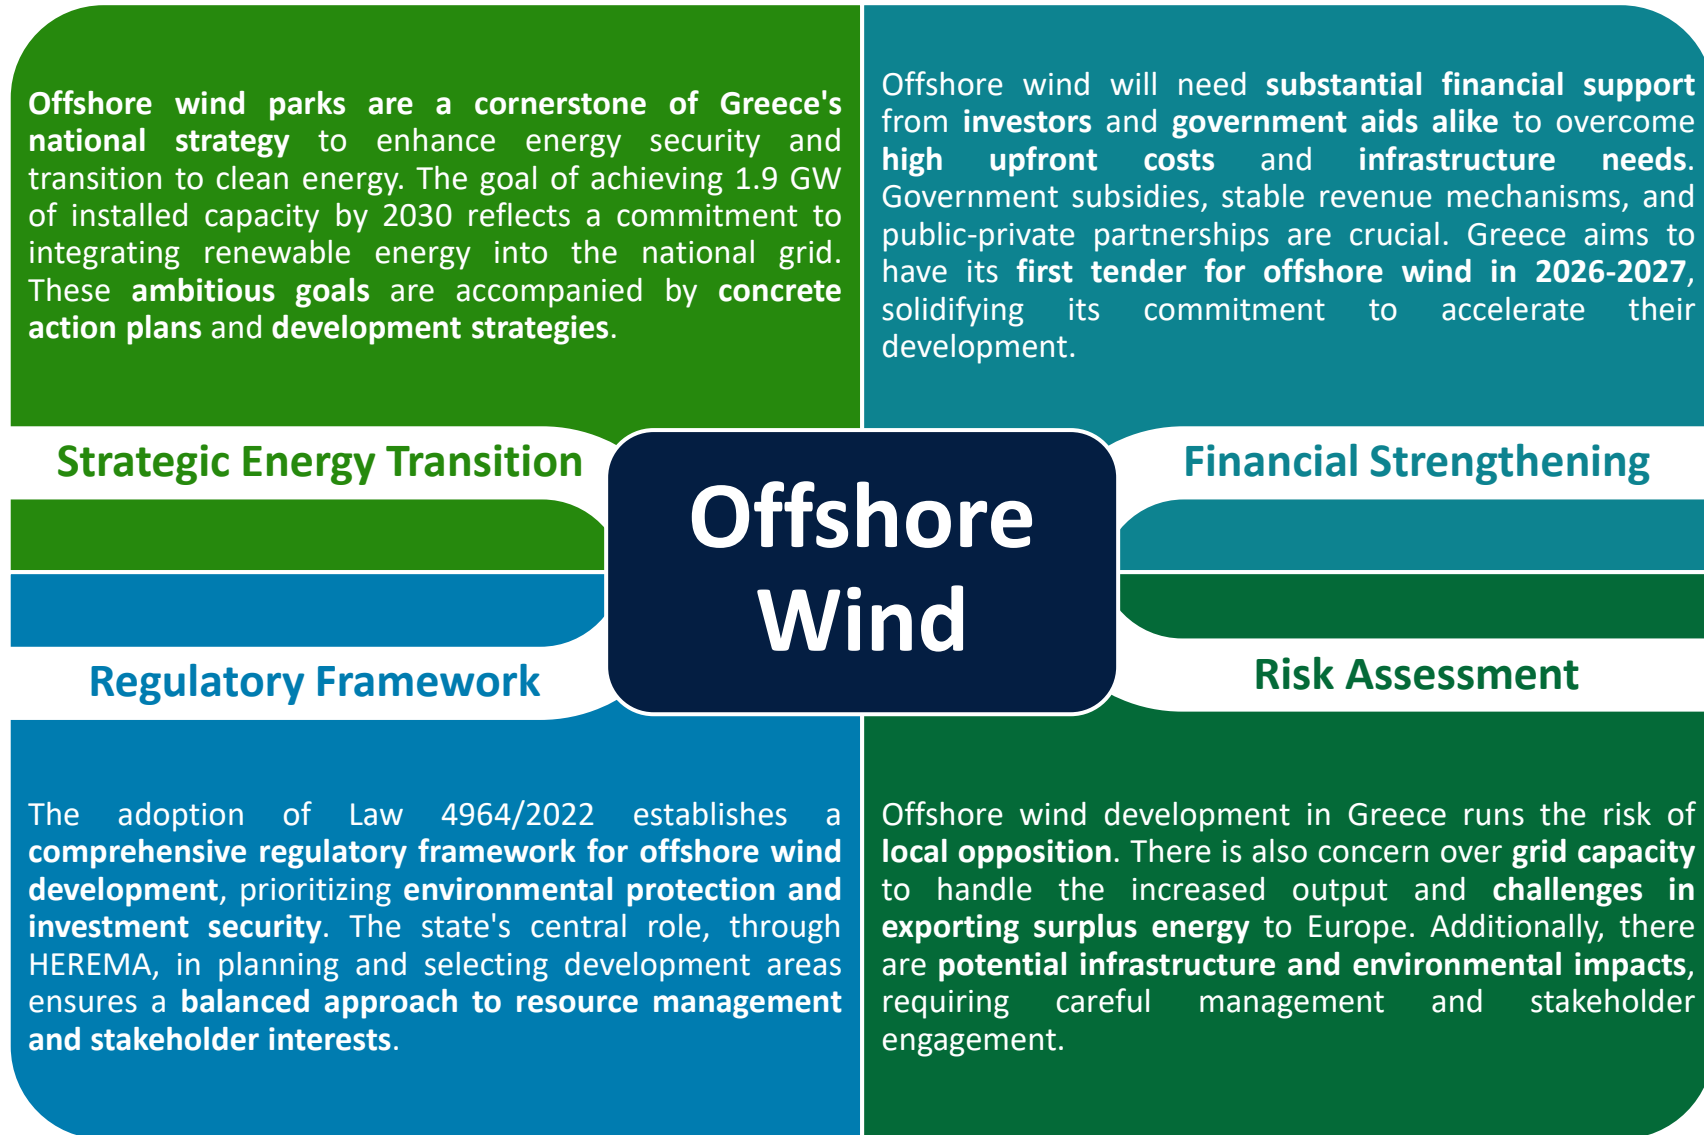 Offshore wind parks are a cornerstone of Greece's
national strategy to enhance energy security and
transition to clean energy. The goal of achieving 1.9 GW
of installed capacity by 2030 reflects a commitment to
integrating renewable energy into the national grid.
These ambitious goals are accompanied by concrete
action plans and development strategies.
Strategic Energy Transition
Offshore wind will need substantial financial support
from investors and government aids alike to overcome
high upfront costs and infrastructure needs.
Government subsidies, stable revenue mechanisms, and
public-private partnerships are crucial. Greece aims to
have its first tender for offshore wind in 2026-2027,
solidifying its commitment to accelerate their
development.
Financial Strengthening
Offshore
Wind
Regulatory Framework
The adoption of Law 4964/2022 establishes a
comprehensive regulatory framework for offshore wind
development, prioritizing environmental protection and
investment security. The state's central role, through
HEREMA, in planning and selecting development areas
ensures a balanced approach to resource management
and stakeholder interests.
Risk Assessment
Offshore wind development in Greece runs the risk of
local opposition. There is also concern over grid capacity
to handle the increased output and challenges in
exporting surplus energy to Europe. Additionally, there
are potential infrastructure and environmental impacts,
requiring careful management and stakeholder
engagement.